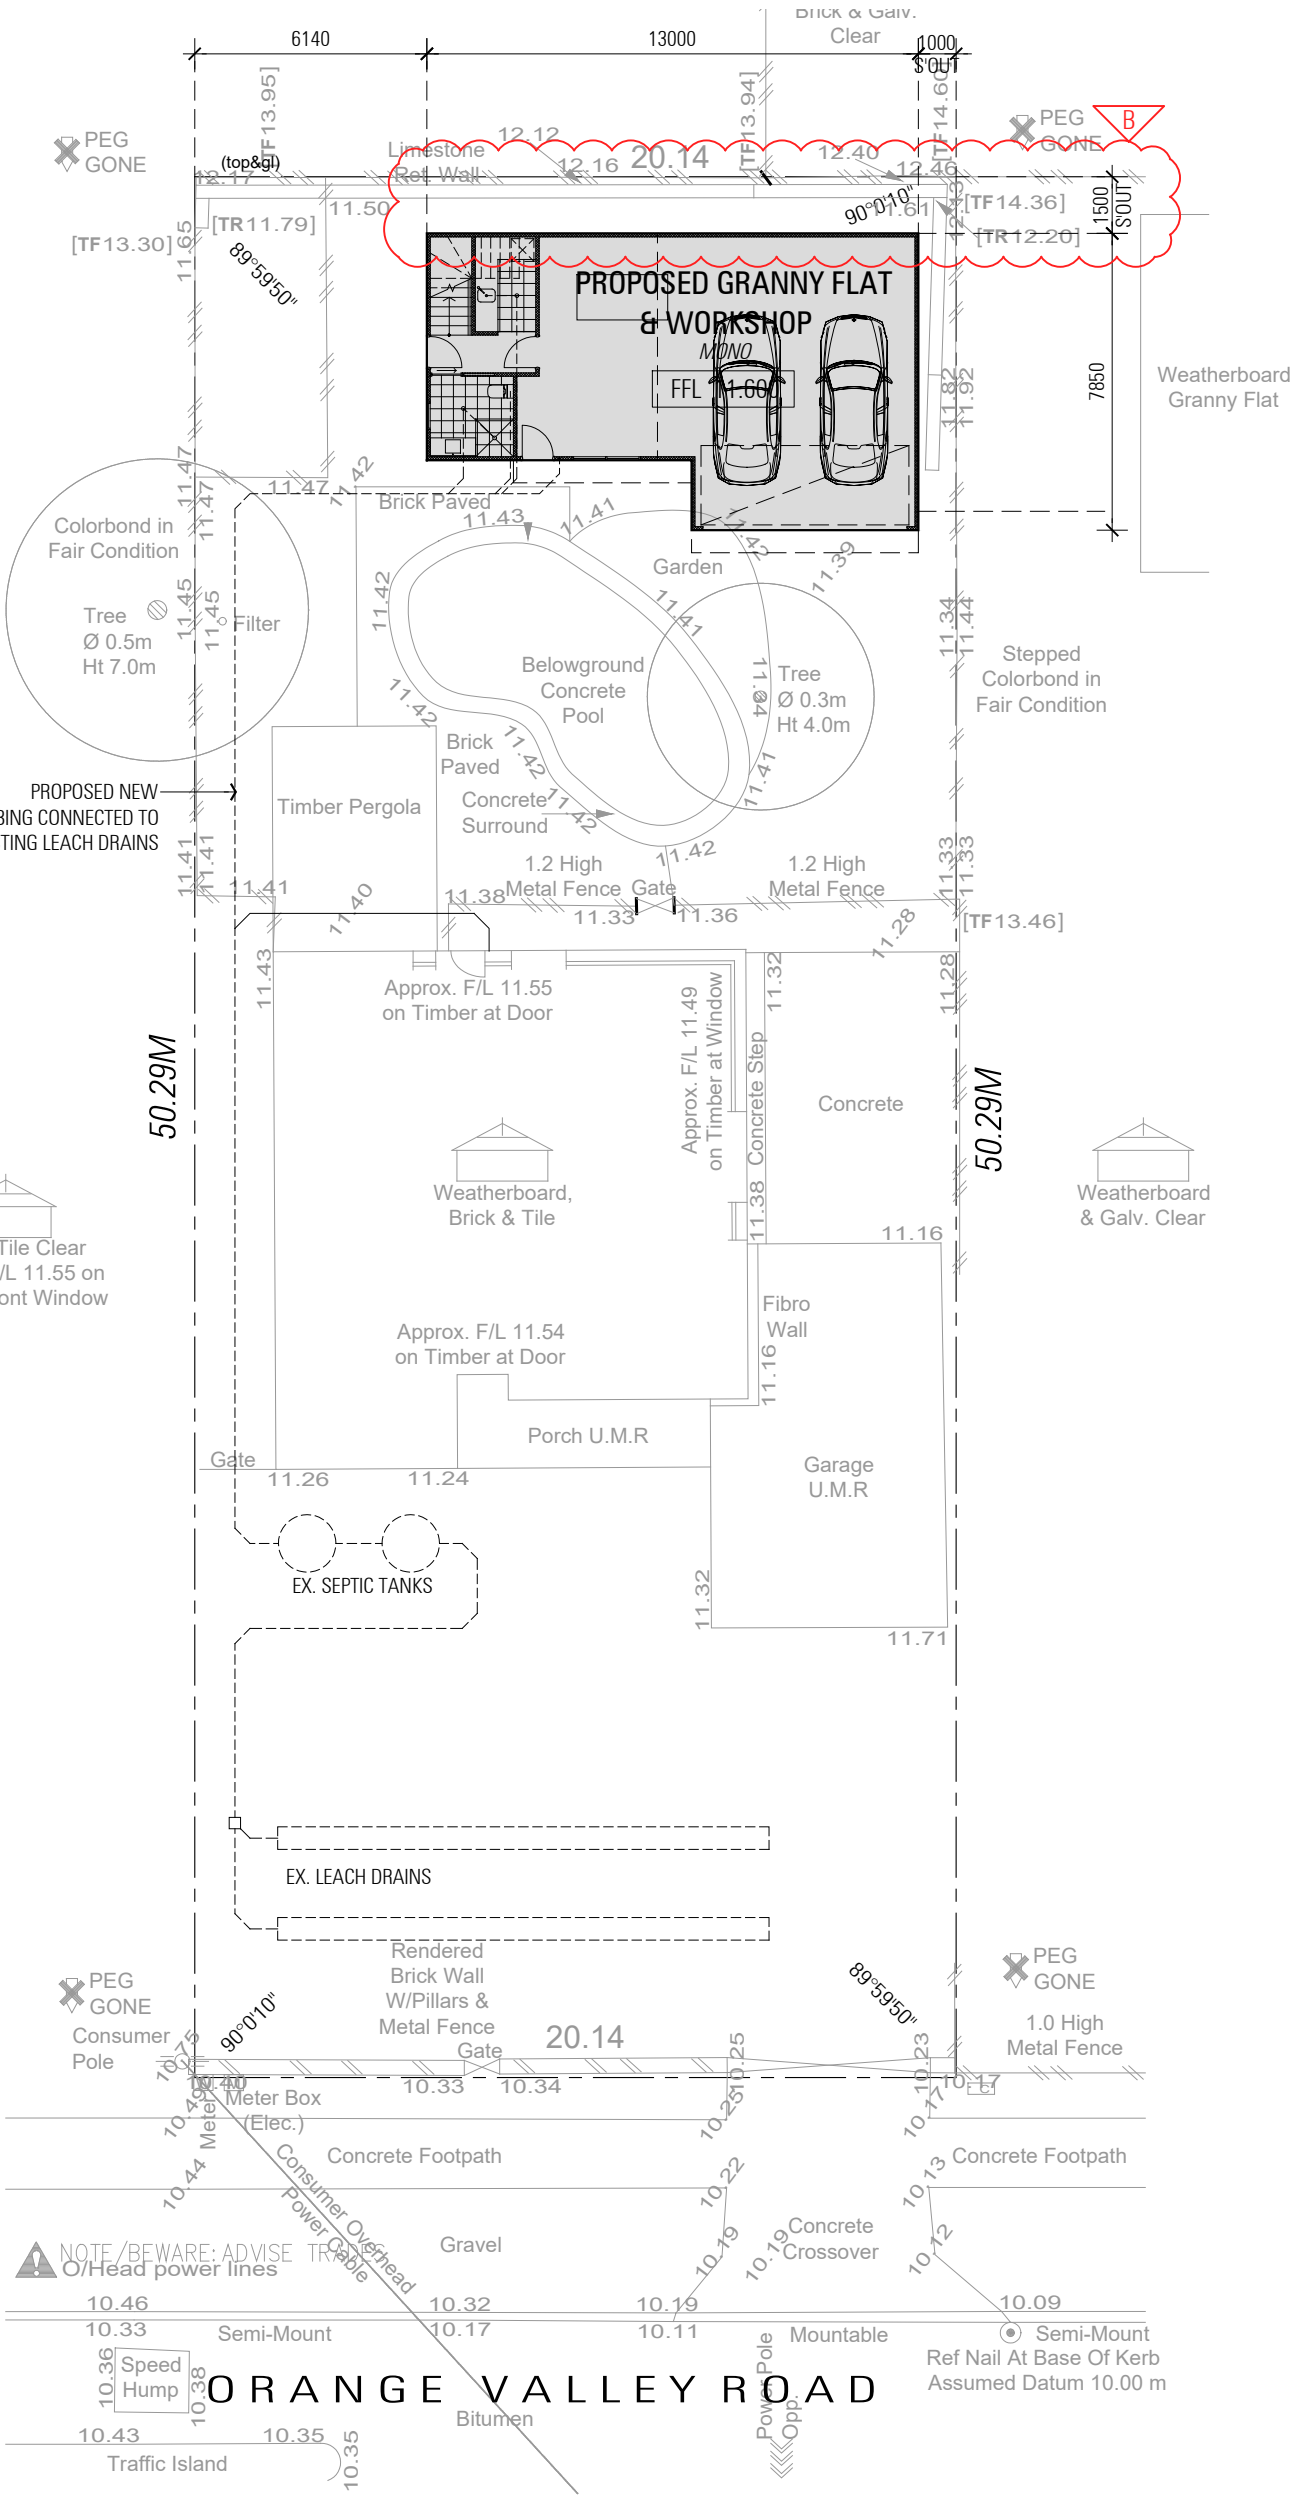 Brick & Galv.
Clear
6140
13000
1000
S'OUT
[TF13.95]
[TF13.94]
[TF14.60]
PEG
GONE
PEG
GONE
B
(top&gl)
12.17
Limestone
Ret. Wall
12.12
12.16
20.14
12.40
12.46
11.50
11.61
90°0'10"
12.43
[TF14.36]
[TR12.20]
1500
S'OUT
[TR11.79]
[TF13.30]
11.65
89°59'50"
PROPOSED GRANNY FLAT
& WORKSHOP
MONO
FFL 11.600
7850
11.82
11.92
Weatherboard
Granny Flat
11.47
11.47
11.47
11.42
Brick Paved
11.43
11.41
11.42
11.39
Colorbond in
Fair Condition
Garden
Tree
Ø 0.5m
Ht 7.0m
11.45
11.45
Filter
11.42
11.41
11.34
11.44
Belowground
Concrete
Pool
Tree
Ø 0.3m
Ht 4.0m
Stepped
Colorbond in
Fair Condition
11.42
Brick
Paved
11.42
11.41
PROPOSED NEW
BING CONNECTED TO
TING LEACH DRAINS
Timber Pergola
Concrete
Surround
11.42
11.42
11.41
11.41
11.41
11.40
11.38
1.2 High
Metal Fence
Gate
1.2 High
Metal Fence
11.33
11.33
11.33
11.36
11.28
[TF13.46]
11.43
Approx. F/L 11.55
on Timber at Door
Approx. F/L 11.49
on Timber at Window
11.32
11.28
Concrete Step
50.29M
50.29M
Concrete
Weatherboard,
Brick & Tile
11.38
Weatherboard
& Galv. Clear
Tile Clear
/L 11.55 on
ont Window
11.16
Fibro
Wall
Approx. F/L 11.54
on Timber at Door
11.16
Porch U.M.R
Garage
U.M.R
Gate
11.26
11.24
EX. SEPTIC TANKS
11.32
11.71
EX. LEACH DRAINS
Rendered
Brick Wall
W/Pillars &
Metal Fence
Gate
PEG
GONE
PEG
GONE
90°0'10"
89°59'50"
Consumer
Pole
10.75
20.14
10.25
10.23
1.0 High
Metal Fence
10.40
10.33
10.34
10.17
10.49
Meter
Meter Box
(Elec.)
10.25
10.17
C
Concrete Footpath
Concrete Footpath
10.44
Consumer Overhead
Power Cable
10.22
10.13
Gravel
10.19
10.19
Concrete
Crossover
10.12
NOTE/BEWARE: ADVISE TRADES
O/Head power lines
10.46
10.32
10.19
10.09
10.33
Semi-Mount
10.17
10.11
Mountable
Semi-Mount
Ref Nail At Base Of Kerb
Assumed Datum 10.00 m
10.36
Speed
Hump
10.38
ORANGE VALLEY ROAD
Power Pole
Opp.
Bitumen
10.43
10.35
10.35
Traffic Island